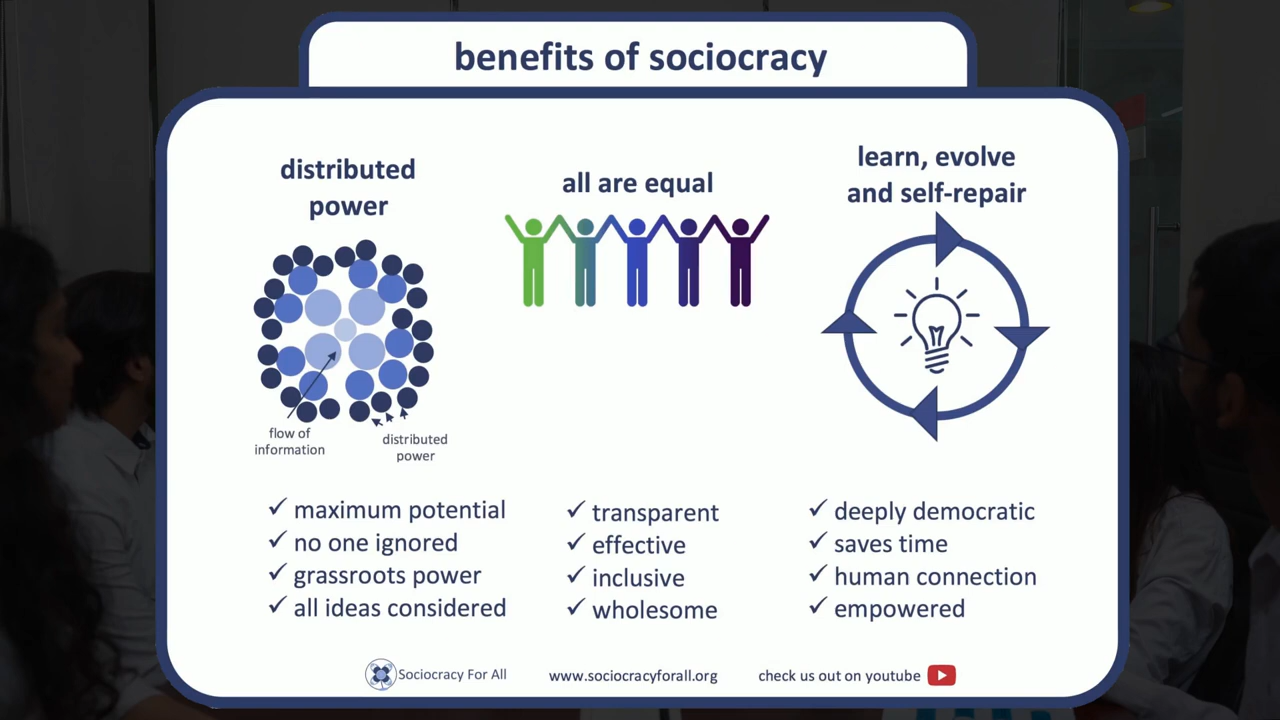 benefits of sociocracy
distributed
power
flow of
information
distributed
power
all are equal
learn, evolve
and self-repair
✓ maximum potential
✓ no one ignored
✓ grassroots power
✓ all ideas considered
✓ transparent
✓ effective
✓ inclusive
✓ wholesome
✓ deeply democratic
✓ saves time
✓ human connection
✓ empowered
Sociocracy For All
www.sociocracyforall.org
check us out on youtube